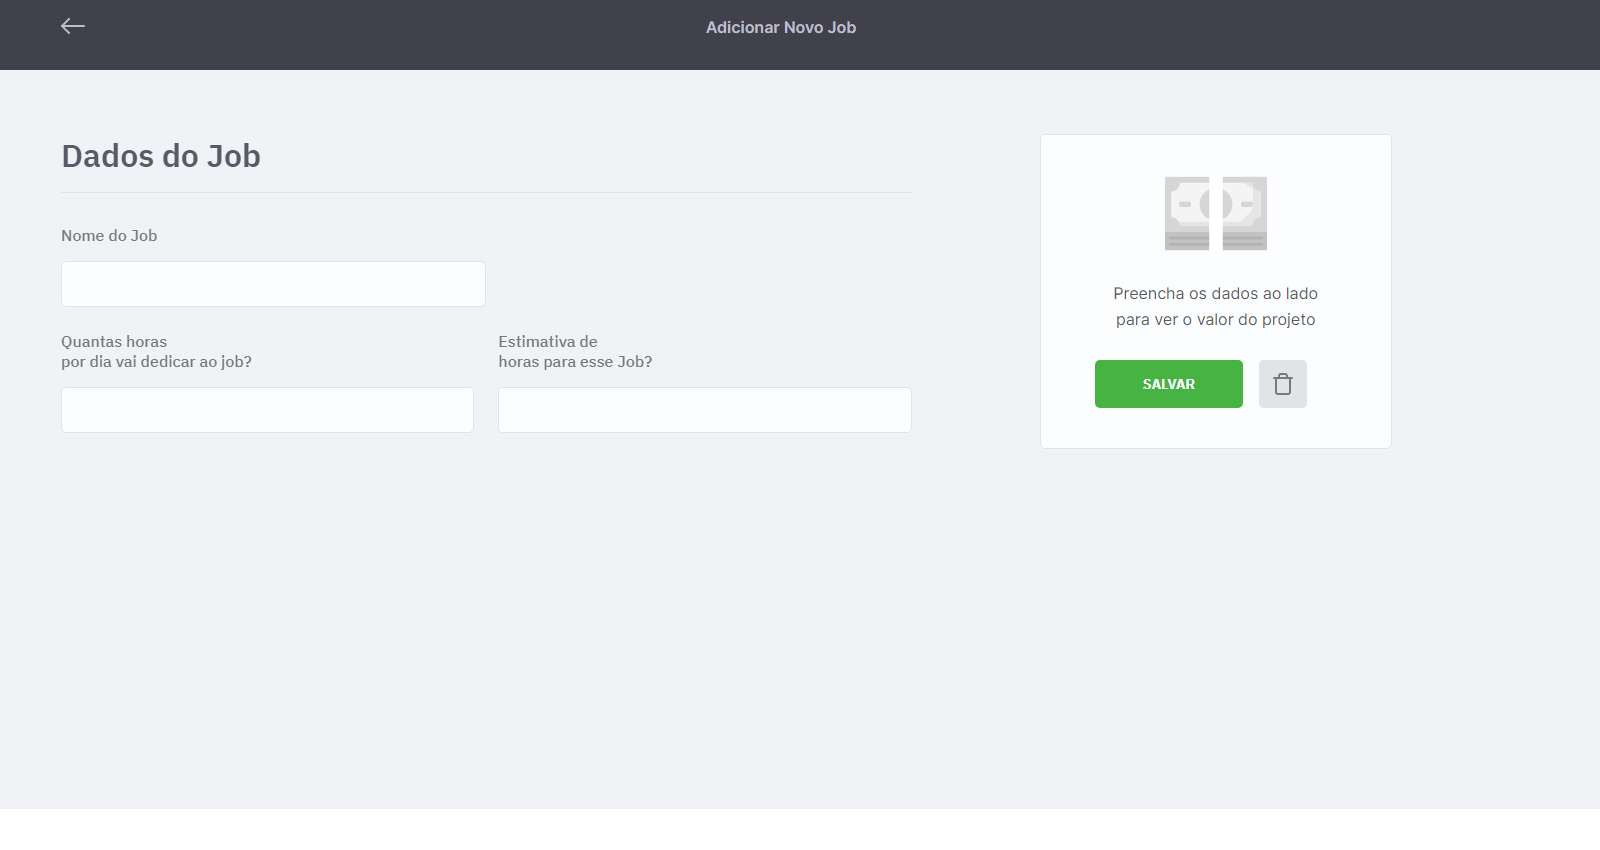 Adicionar Novo Job
Dados do Job
Nome do Job
Quantas horas
por dia vai dedicar ao job?
Estimativa de
horas para esse Job?
Preencha os dados ao lado
para ver o valor do projeto
SALVAR